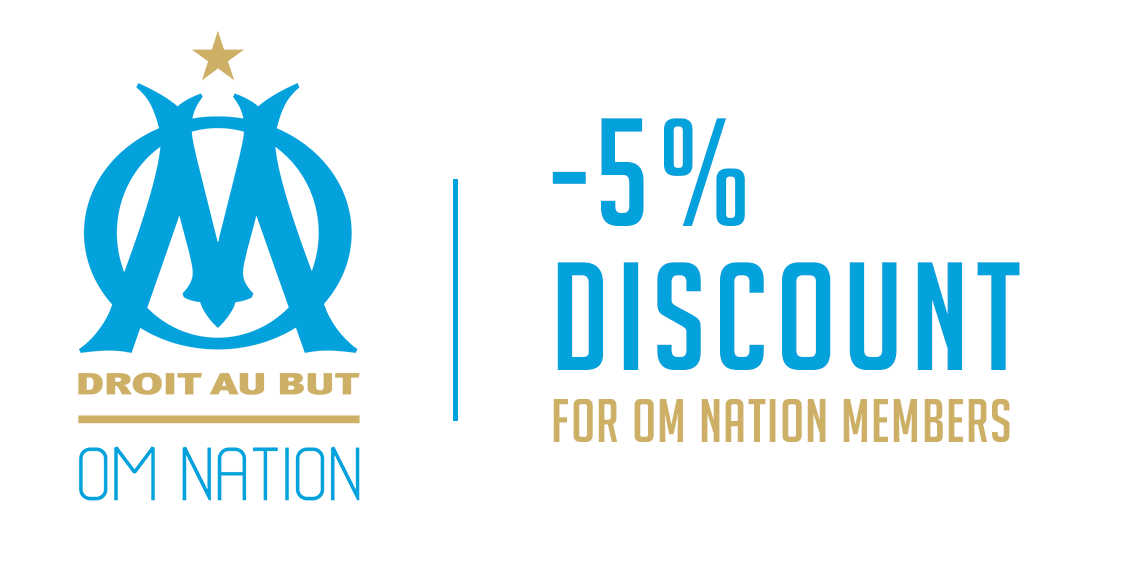 DROIT AU BUT
OM NATION
-5%
DISCOUNT
FOR OM NATION MEMBERS